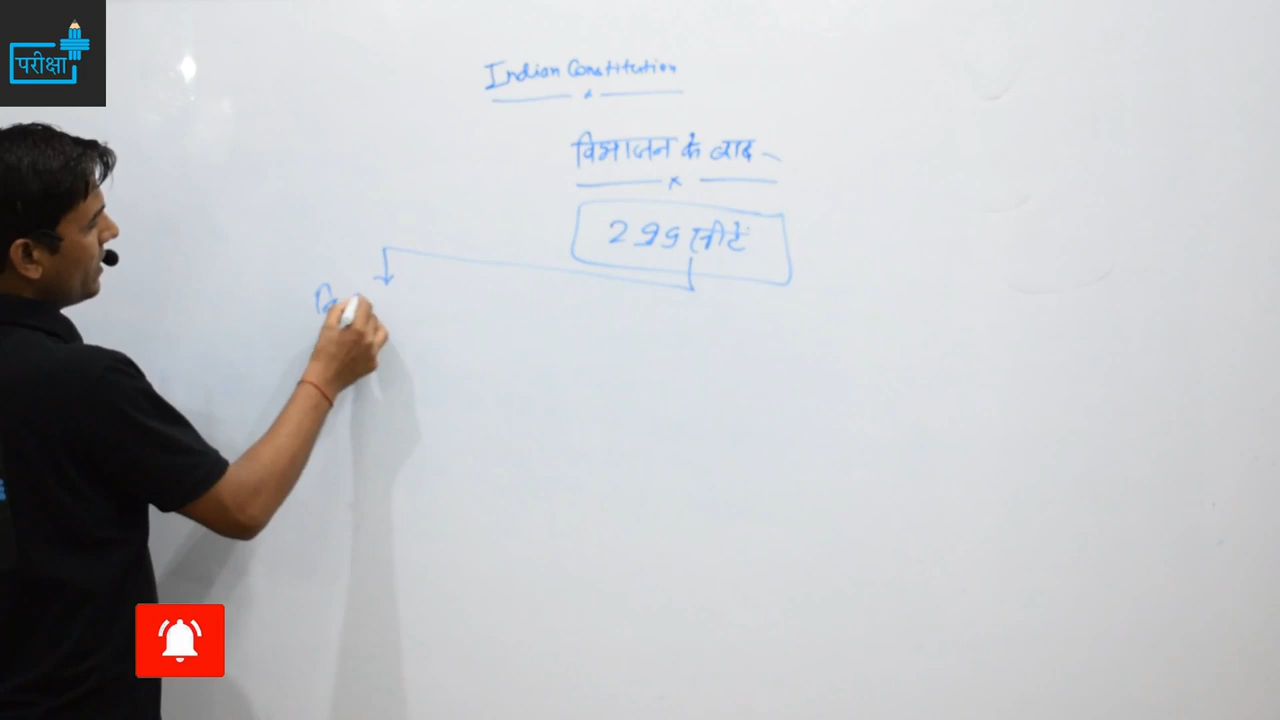 परीक्षा
Indian Constitution
विभाजन के बाद
299 सीटें